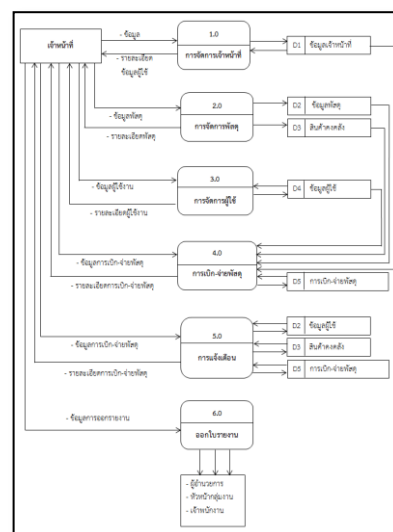 เจ้าหน้าที่
- ข้อมูล
- รายละเอียด
ข้อมูลผู้ใช้
1.0
การจัดการเจ้าหน้าที่
D1 ข้อมูลเจ้าหน้าที่
- ข้อมูลพัสดุ
- รายละเอียดพัสดุ
2.0
การจัดการพัสดุ
D2 ข้อมูลพัสดุ
D3 สินค้าคงคลัง
- ข้อมูลผู้ใช้งาน
- รายละเอียดผู้ใช้งาน
3.0
การจัดการผู้ใช้
D4 ข้อมูลผู้ใช้
- ข้อมูลการเบิก-จ่ายพัสดุ
- รายละเอียดการเบิก-จ่ายพัสดุ
4.0
การเบิก-จ่ายพัสดุ
D5 การเบิก-จ่ายพัสดุ
- ข้อมูลการเบิก-จ่ายพัสดุ
- รายละเอียดการเบิก-จ่ายพัสดุ
5.0
การแจ้งเตือน
D2 ข้อมูลผู้ใช้
D3 สินค้าคงคลัง
D5 การเบิก-จ่ายพัสดุ
- ข้อมูลการออกรายงาน
6.0
ออกใบรายงาน
- ผู้อำนวยการ
- หัวหน้ากลุ่มงาน
- เจ้าพนักงาน